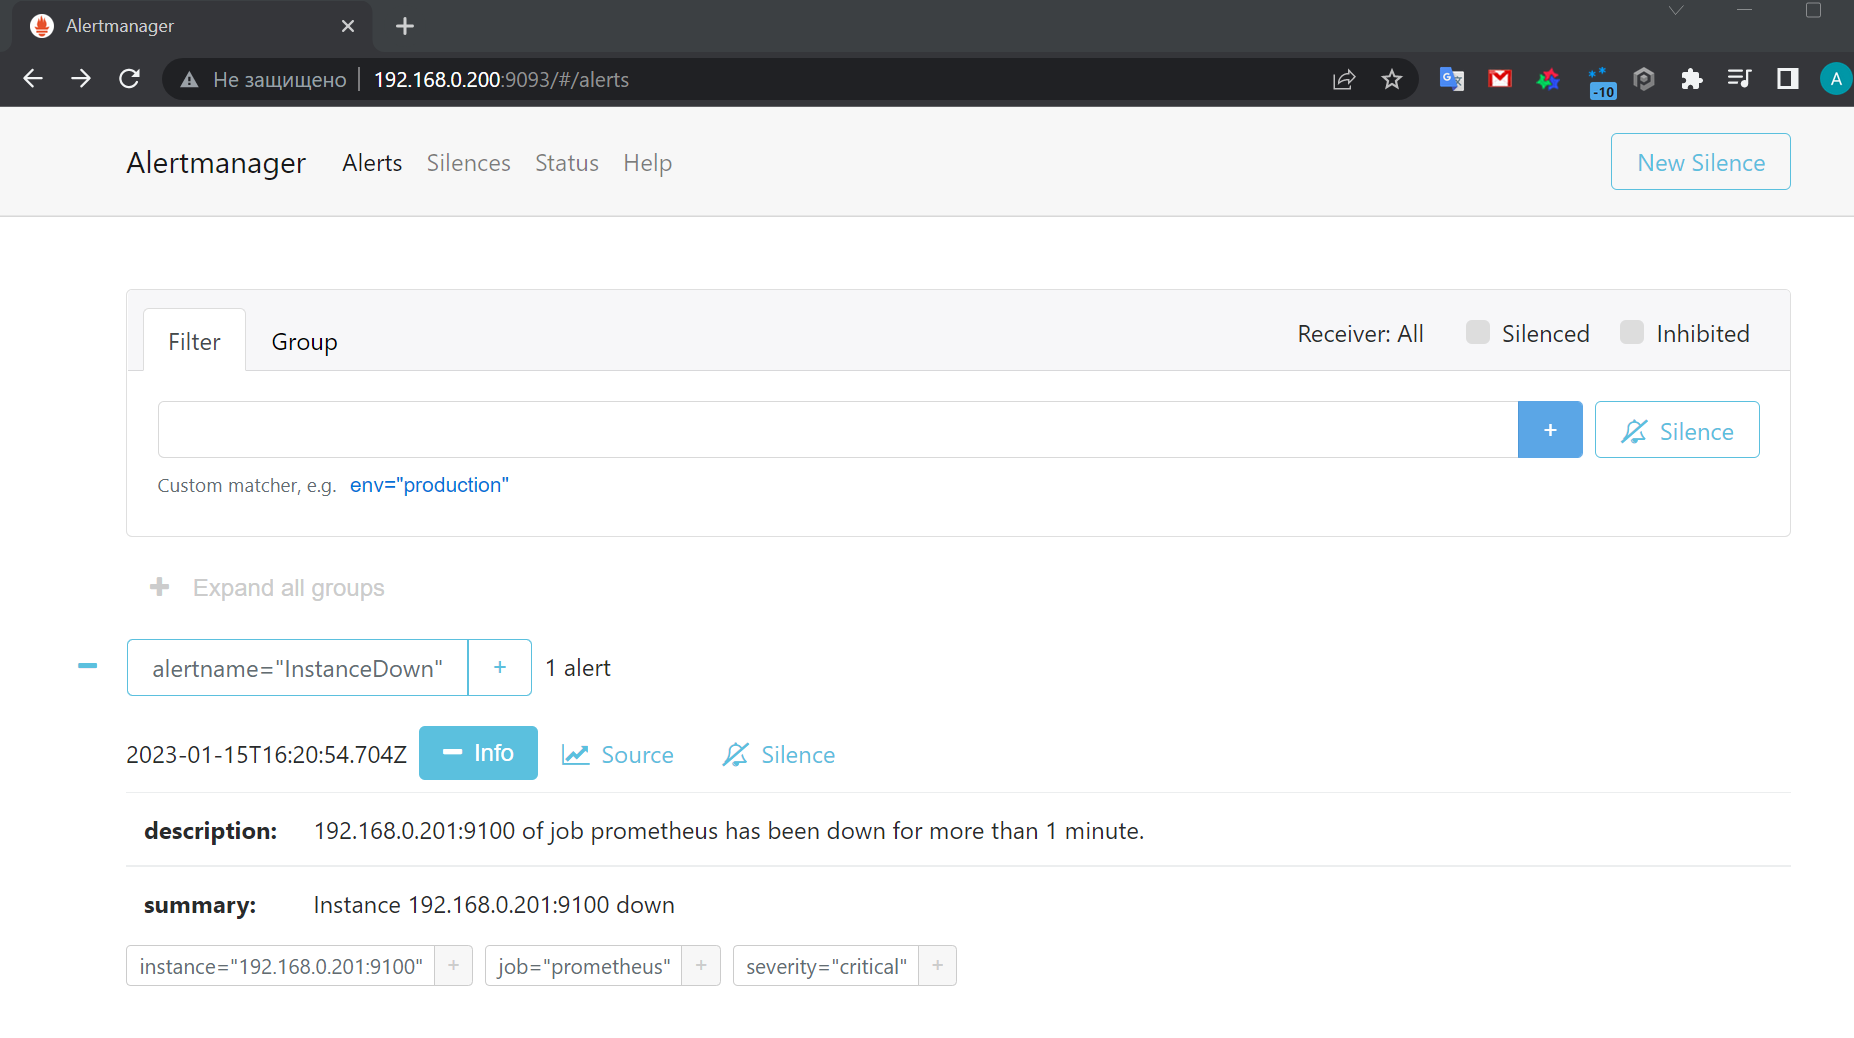 Alertmanager
Не защищено 192.168.0.200:9093/#/alerts
-10
A
Alertmanager Alerts Silences Status Help New Silence
Filter Group Receiver: All Silenced Inhibited
+ Silence
Custom matcher, e.g. env="production"
+ Expand all groups
alertname="InstanceDown" + 1 alert
2023-01-15T16:20:54.704Z Info Source Silence
description: 192.168.0.201:9100 of job prometheus has been down for more than 1 minute.
summary: Instance 192.168.0.201:9100 down
instance="192.168.0.201:9100" + job="prometheus" + severity="critical" +